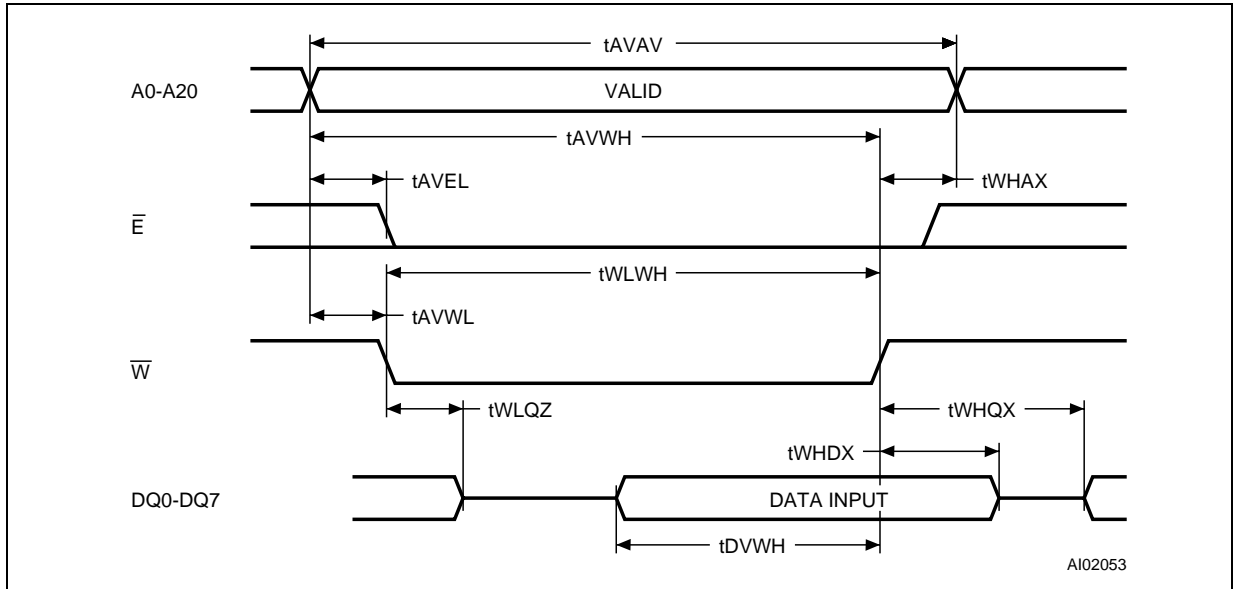 tAVAV
A0-A20
VALID
tAVWH
tAVEL
tWHAX
E̅
tWLWH
tAVWL
W̅
tWLQZ
tWHQX
tWHDX
DQ0-DQ7
DATA INPUT
tDVWH
AI02053